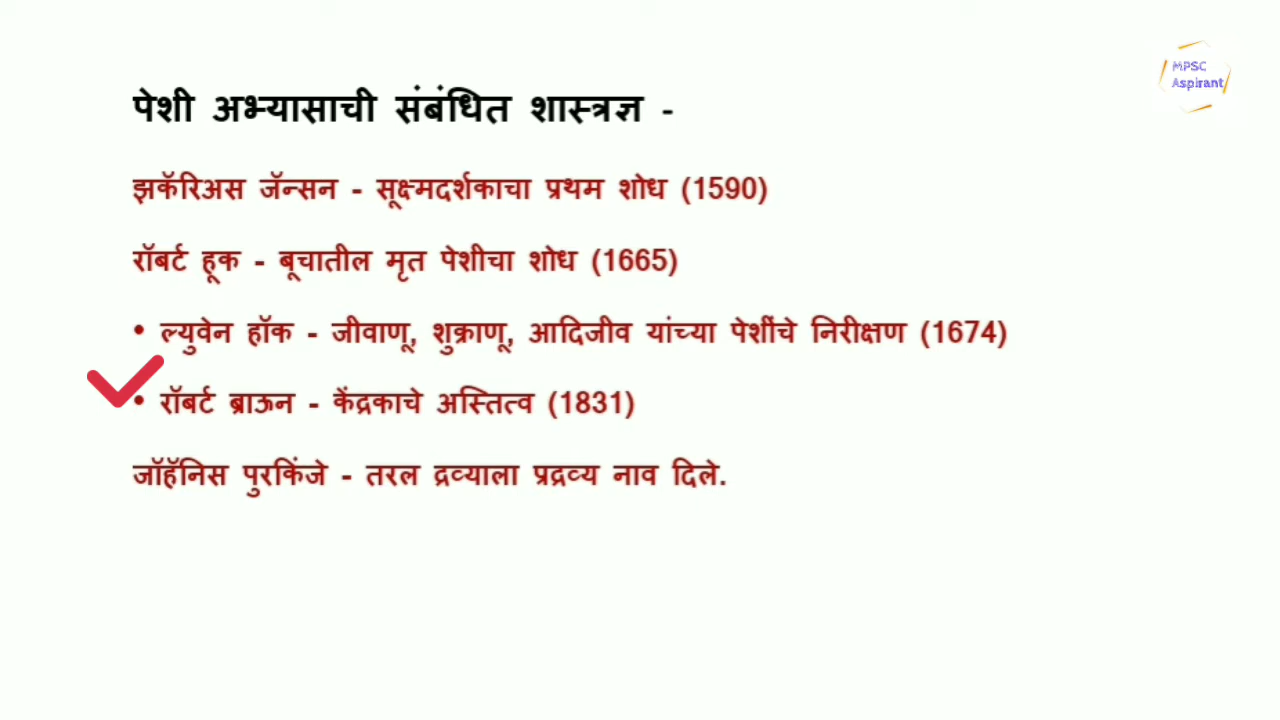 MPSC
Aspirant
पेशी अभ्यासाची संबंधित शास्त्रज्ञ -
झकॅरिअस जॅन्सन - सूक्ष्मदर्शकाचा प्रथम शोध (1590)
रॉबर्ट हूक - बूचातील मृत पेशीचा शोध (1665)
• ल्युवेन हॉक - जीवाणू, शुक्राणू, आदिजीव यांच्या पेशींचे निरीक्षण (1674)
• रॉबर्ट ब्राऊन - केंद्रकाचे अस्तित्व (1831)
जॉहॅनिस पुरकिंजे - तरल द्रव्याला प्रद्रव्य नाव दिले.